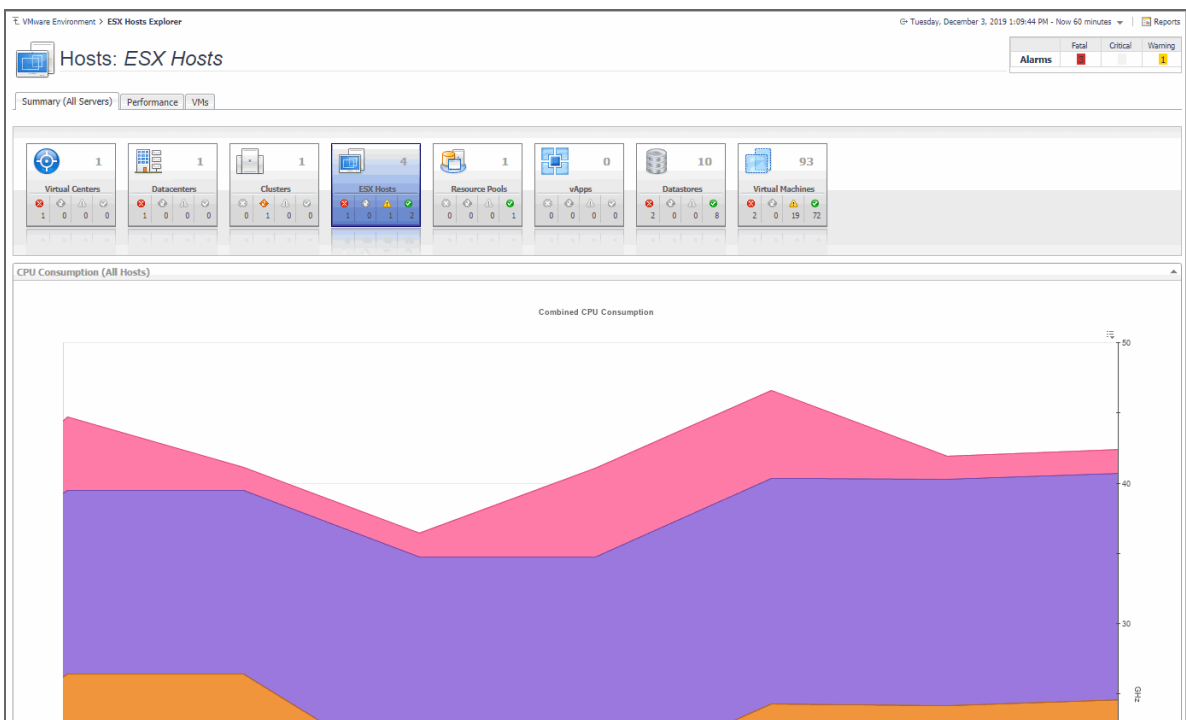 VMware Environment > ESX Hosts Explorer
Tuesday, December 3, 2019 1:09:44 PM - Now 60 minutes
Reports
Hosts: ESX Hosts
Fatal Critical Warning
Alarms 3 1
Summary (All Servers) Performance VMs
1 1 1 4 1 0 10 93
Virtual Centers Datacenters Clusters ESX Hosts Resource Pools vApps Datastores Virtual Machines
1 0 0 0 1 0 0 0 0 1 0 0 1 0 1 2 0 0 0 1 0 0 0 0 2 0 0 8 2 0 19 72
CPU Consumption (All Hosts)
Combined CPU Consumption
50
40
30
GHz